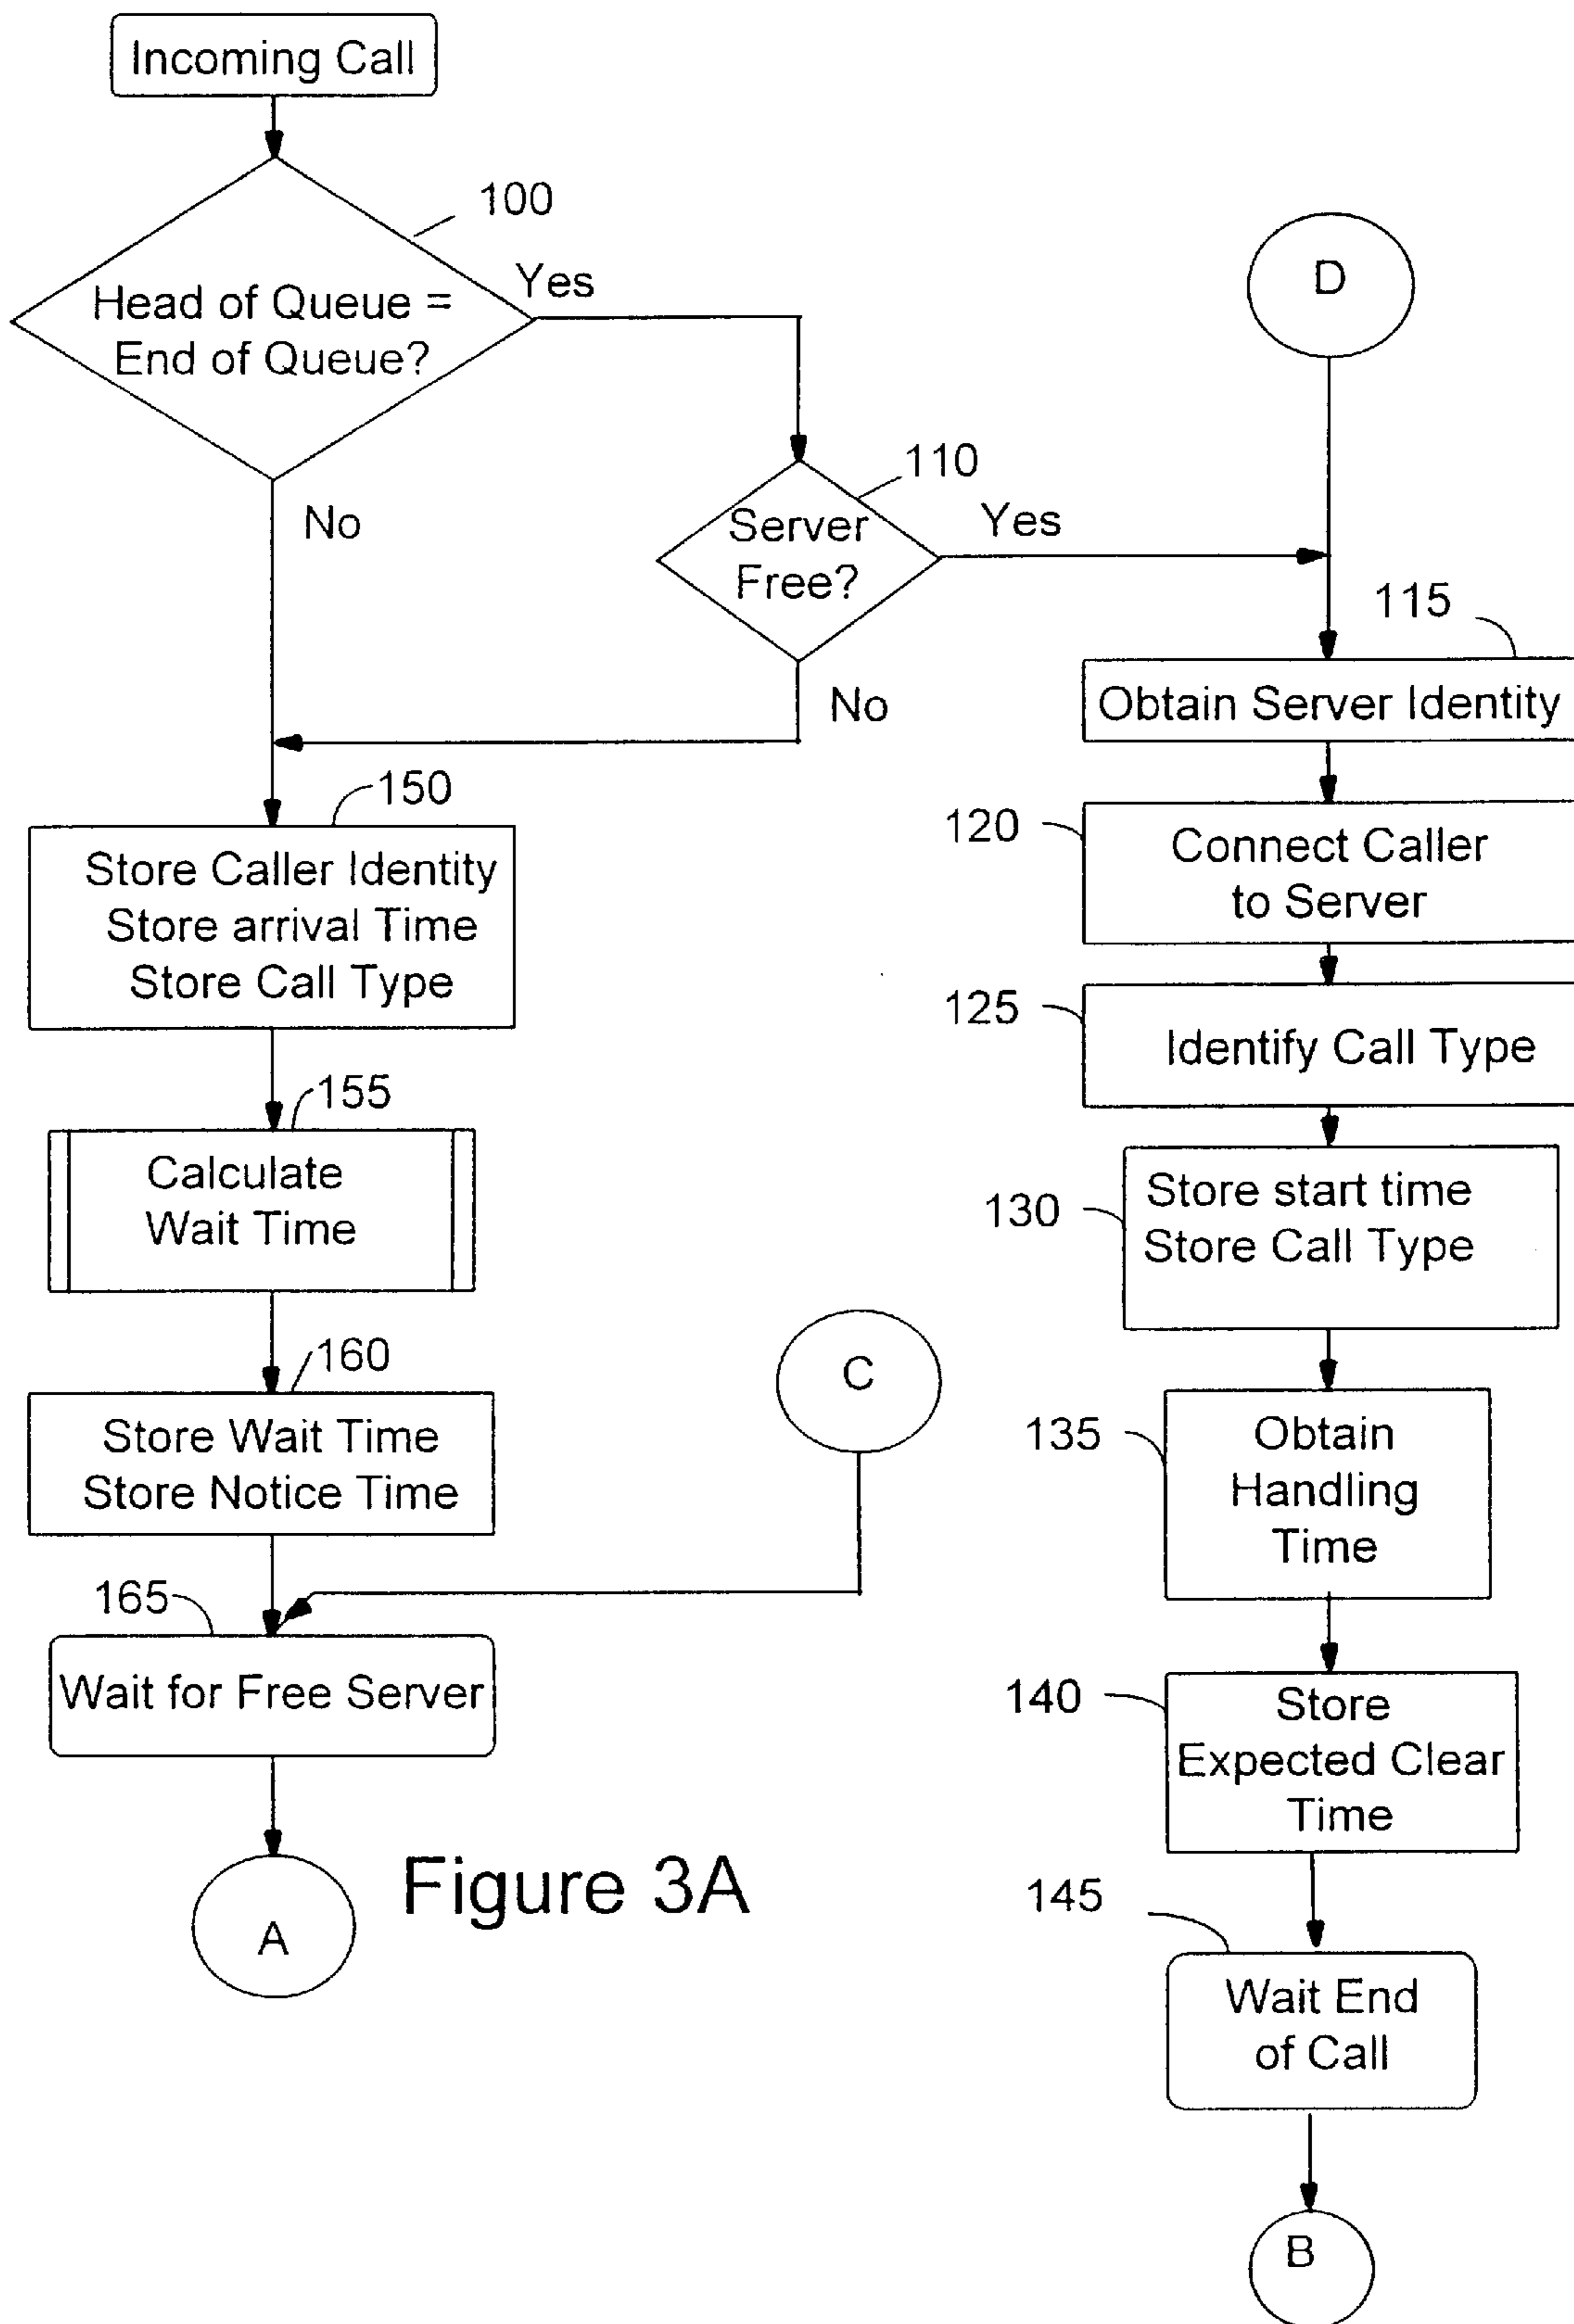 Incoming Call
100
Head of Queue =
End of Queue?
Yes
No
D
110
Server
Free?
Yes
No
115
Obtain Server Identity
120
Connect Caller
to Server
125
Identify Call Type
130
Store start time
Store Call Type
135
Obtain
Handling
Time
140
Store
Expected Clear
Time
145
Wait End
of Call
B
150
Store Caller Identity
Store arrival Time
Store Call Type
155
Calculate
Wait Time
160
Store Wait Time
Store Notice Time
C
165
Wait for Free Server
A
Figure 3A